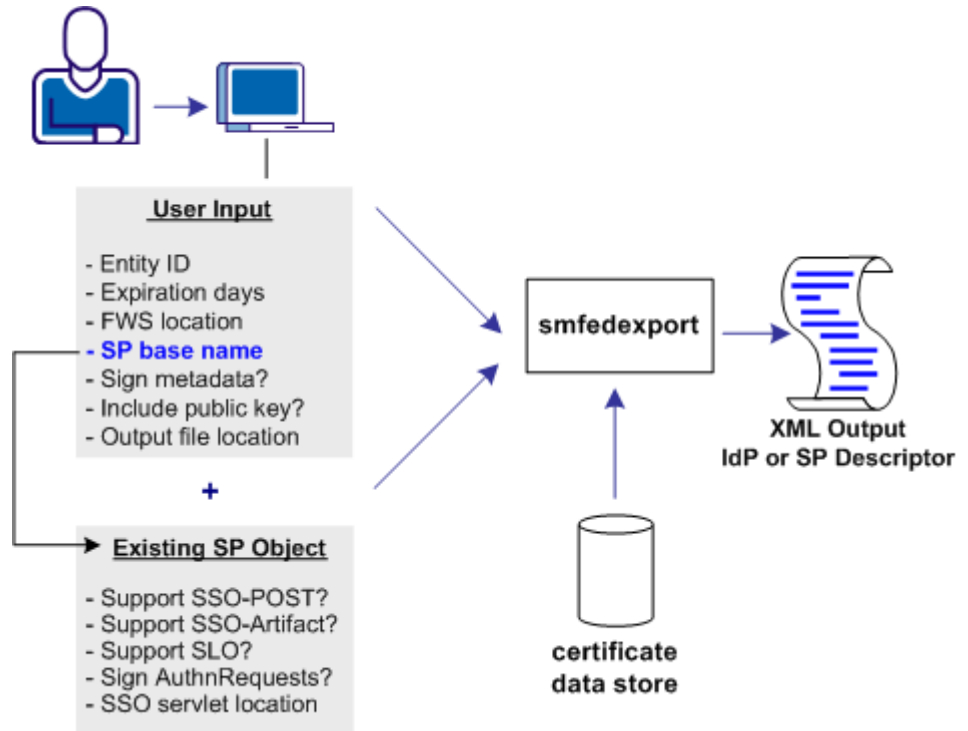 User Input
- Entity ID
- Expiration days
- FWS location
- SP base name
- Sign metadata?
- Include public key?
- Output file location
+
Existing SP Object
- Support SSO-POST?
- Support SSO-Artifact?
- Support SLO?
- Sign AuthnRequests?
- SSO servlet location
smfedexport
certificate
data store
XML Output
IdP or SP Descriptor